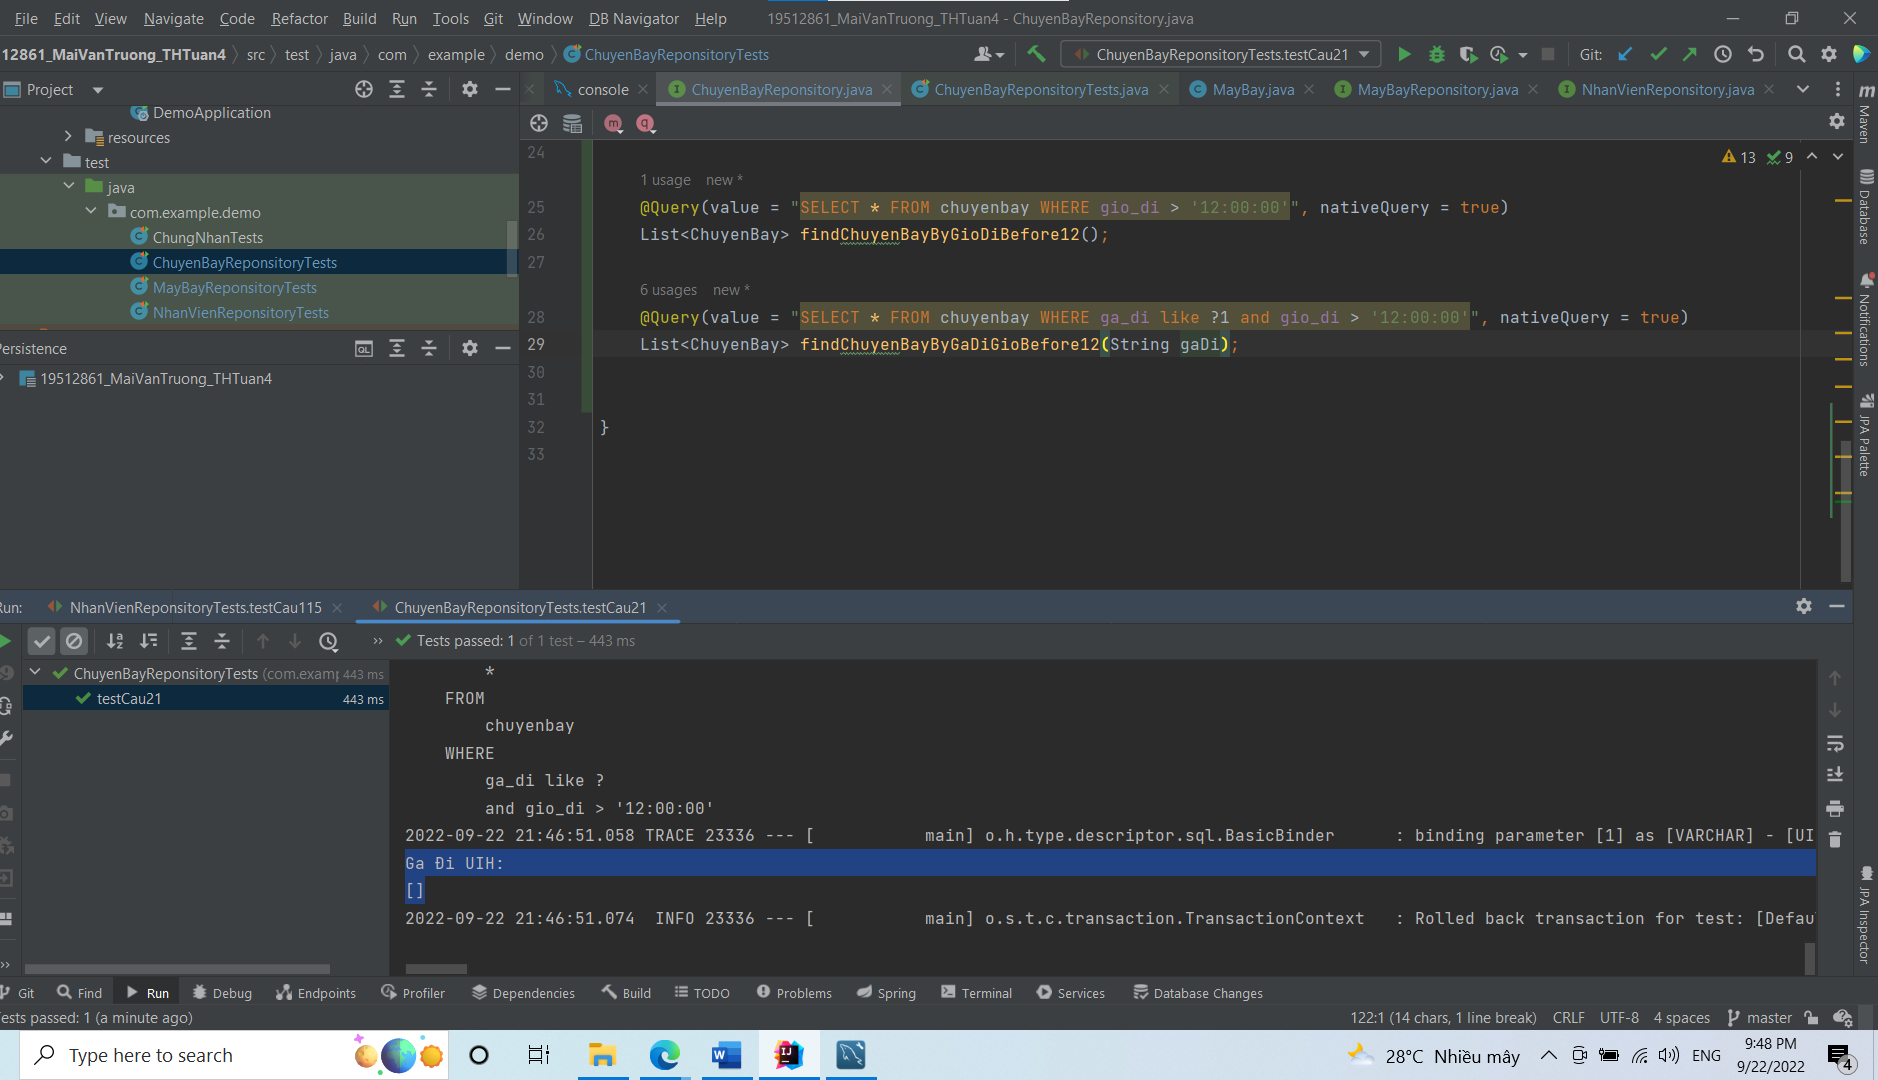 File Edit View Navigate Code Refactor Build Run Tools Git Window DB Navigator Help 19512861_MaiVanTruong_THTuan4 - ChuyenBayReponsitory.java
12861_MaiVanTruong_THTuan4 src test java com example demo ChuyenBayReponsitoryTests ChuyenBayReponsitoryTests.testCau21 Git:
Project console ChuyenBayReponsitory.java ChuyenBayReponsitoryTests.java MayBay.java MayBayReponsitory.java NhanVienReponsitory.java
DemoApplication
resources
test
java
com.example.demo
ChungNhanTests
ChuyenBayReponsitoryTests
MayBayReponsitoryTests
NhanVienReponsitoryTests
Persistence
19512861_MaiVanTruong_THTuan4
24
13 9
1 usage new *
25 @Query(value = "SELECT * FROM chuyenbay WHERE gio_di > '12:00:00'", nativeQuery = true)
26 List<ChuyenBay> findChuyenBayByGioDiBefore12();
27
6 usages new *
28 @Query(value = "SELECT * FROM chuyenbay WHERE ga_di like ?1 and gio_di > '12:00:00'", nativeQuery = true)
29 List<ChuyenBay> findChuyenBayByGaDiGioBefore12(String gaDi);
30
31
32 }
33
Maven
Database
Notifications
JPA Palette
JPA Inspector
Run: NhanVienReponsitoryTests.testCau115 ChuyenBayReponsitoryTests.testCau21
Tests passed: 1 of 1 test – 443 ms
ChuyenBayReponsitoryTests (com.examp 443 ms
testCau21 443 ms
*
FROM
chuyenbay
WHERE
ga_di like ?
and gio_di > '12:00:00'
2022-09-22 21:46:51.058 TRACE 23336 --- [ main] o.h.type.descriptor.sql.BasicBinder : binding parameter [1] as [VARCHAR] - [UI
Ga Đi UIH:
[]
2022-09-22 21:46:51.074 INFO 23336 --- [ main] o.s.t.c.transaction.TransactionContext : Rolled back transaction for test: [Defau
Git Find Run Debug Endpoints Profiler Dependencies Build TODO Problems Spring Terminal Services Database Changes
ests passed: 1 (a minute ago) 122:1 (14 chars, 1 line break) CRLF UTF-8 4 spaces master
Type here to search 28°C Nhiều mây ENG 9:48 PM
9/22/2022 4